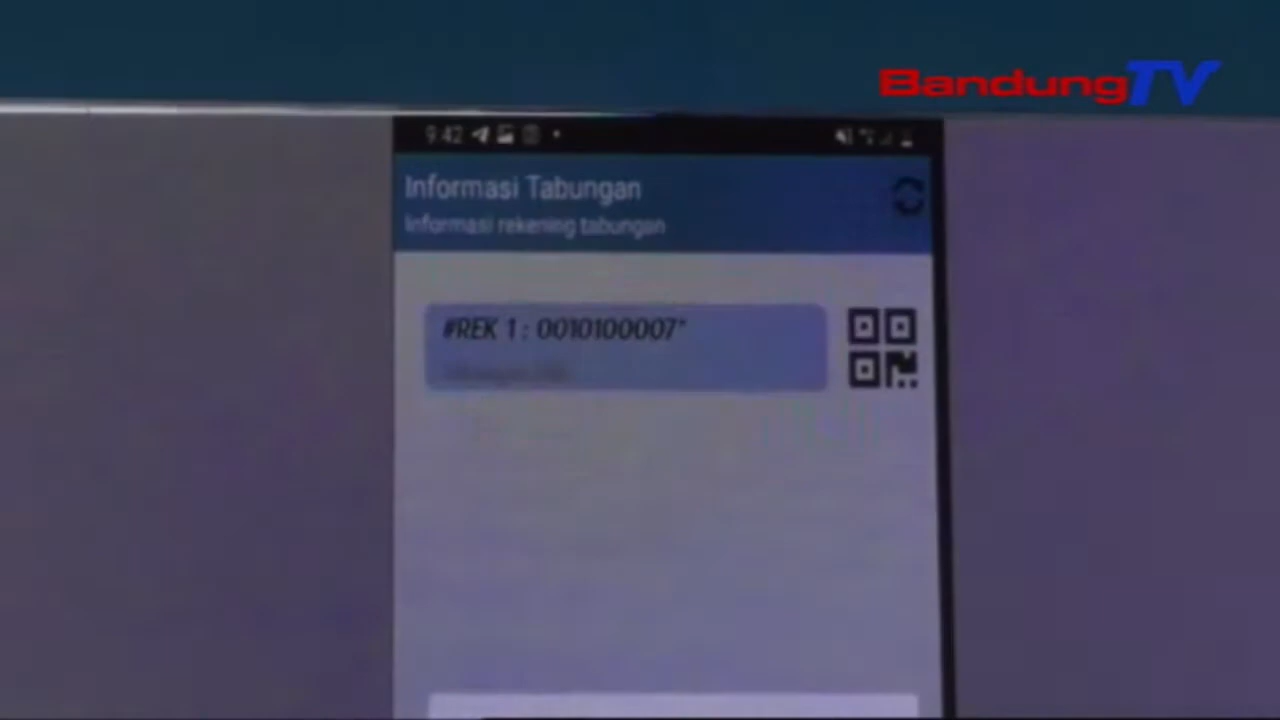 BandungTV
9:42
Informasi Tabungan
Informasi rekening tabungan
#REK 1 : 0010100007*